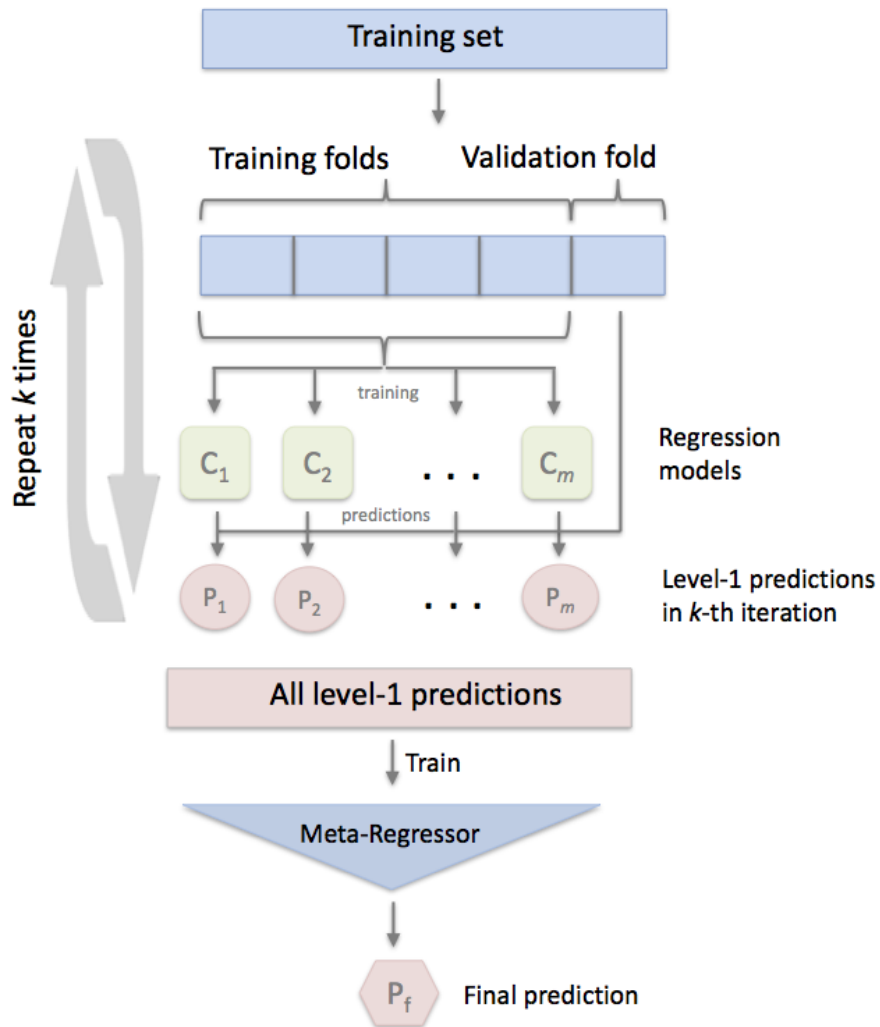 Training set
Training folds
Validation fold
Repeat k times
training
C1
C2
. . .
Cm
Regression
models
predictions
P1
P2
. . .
Pm
Level-1 predictions
in k-th iteration
All level-1 predictions
Train
Meta-Regressor
Pf
Final prediction